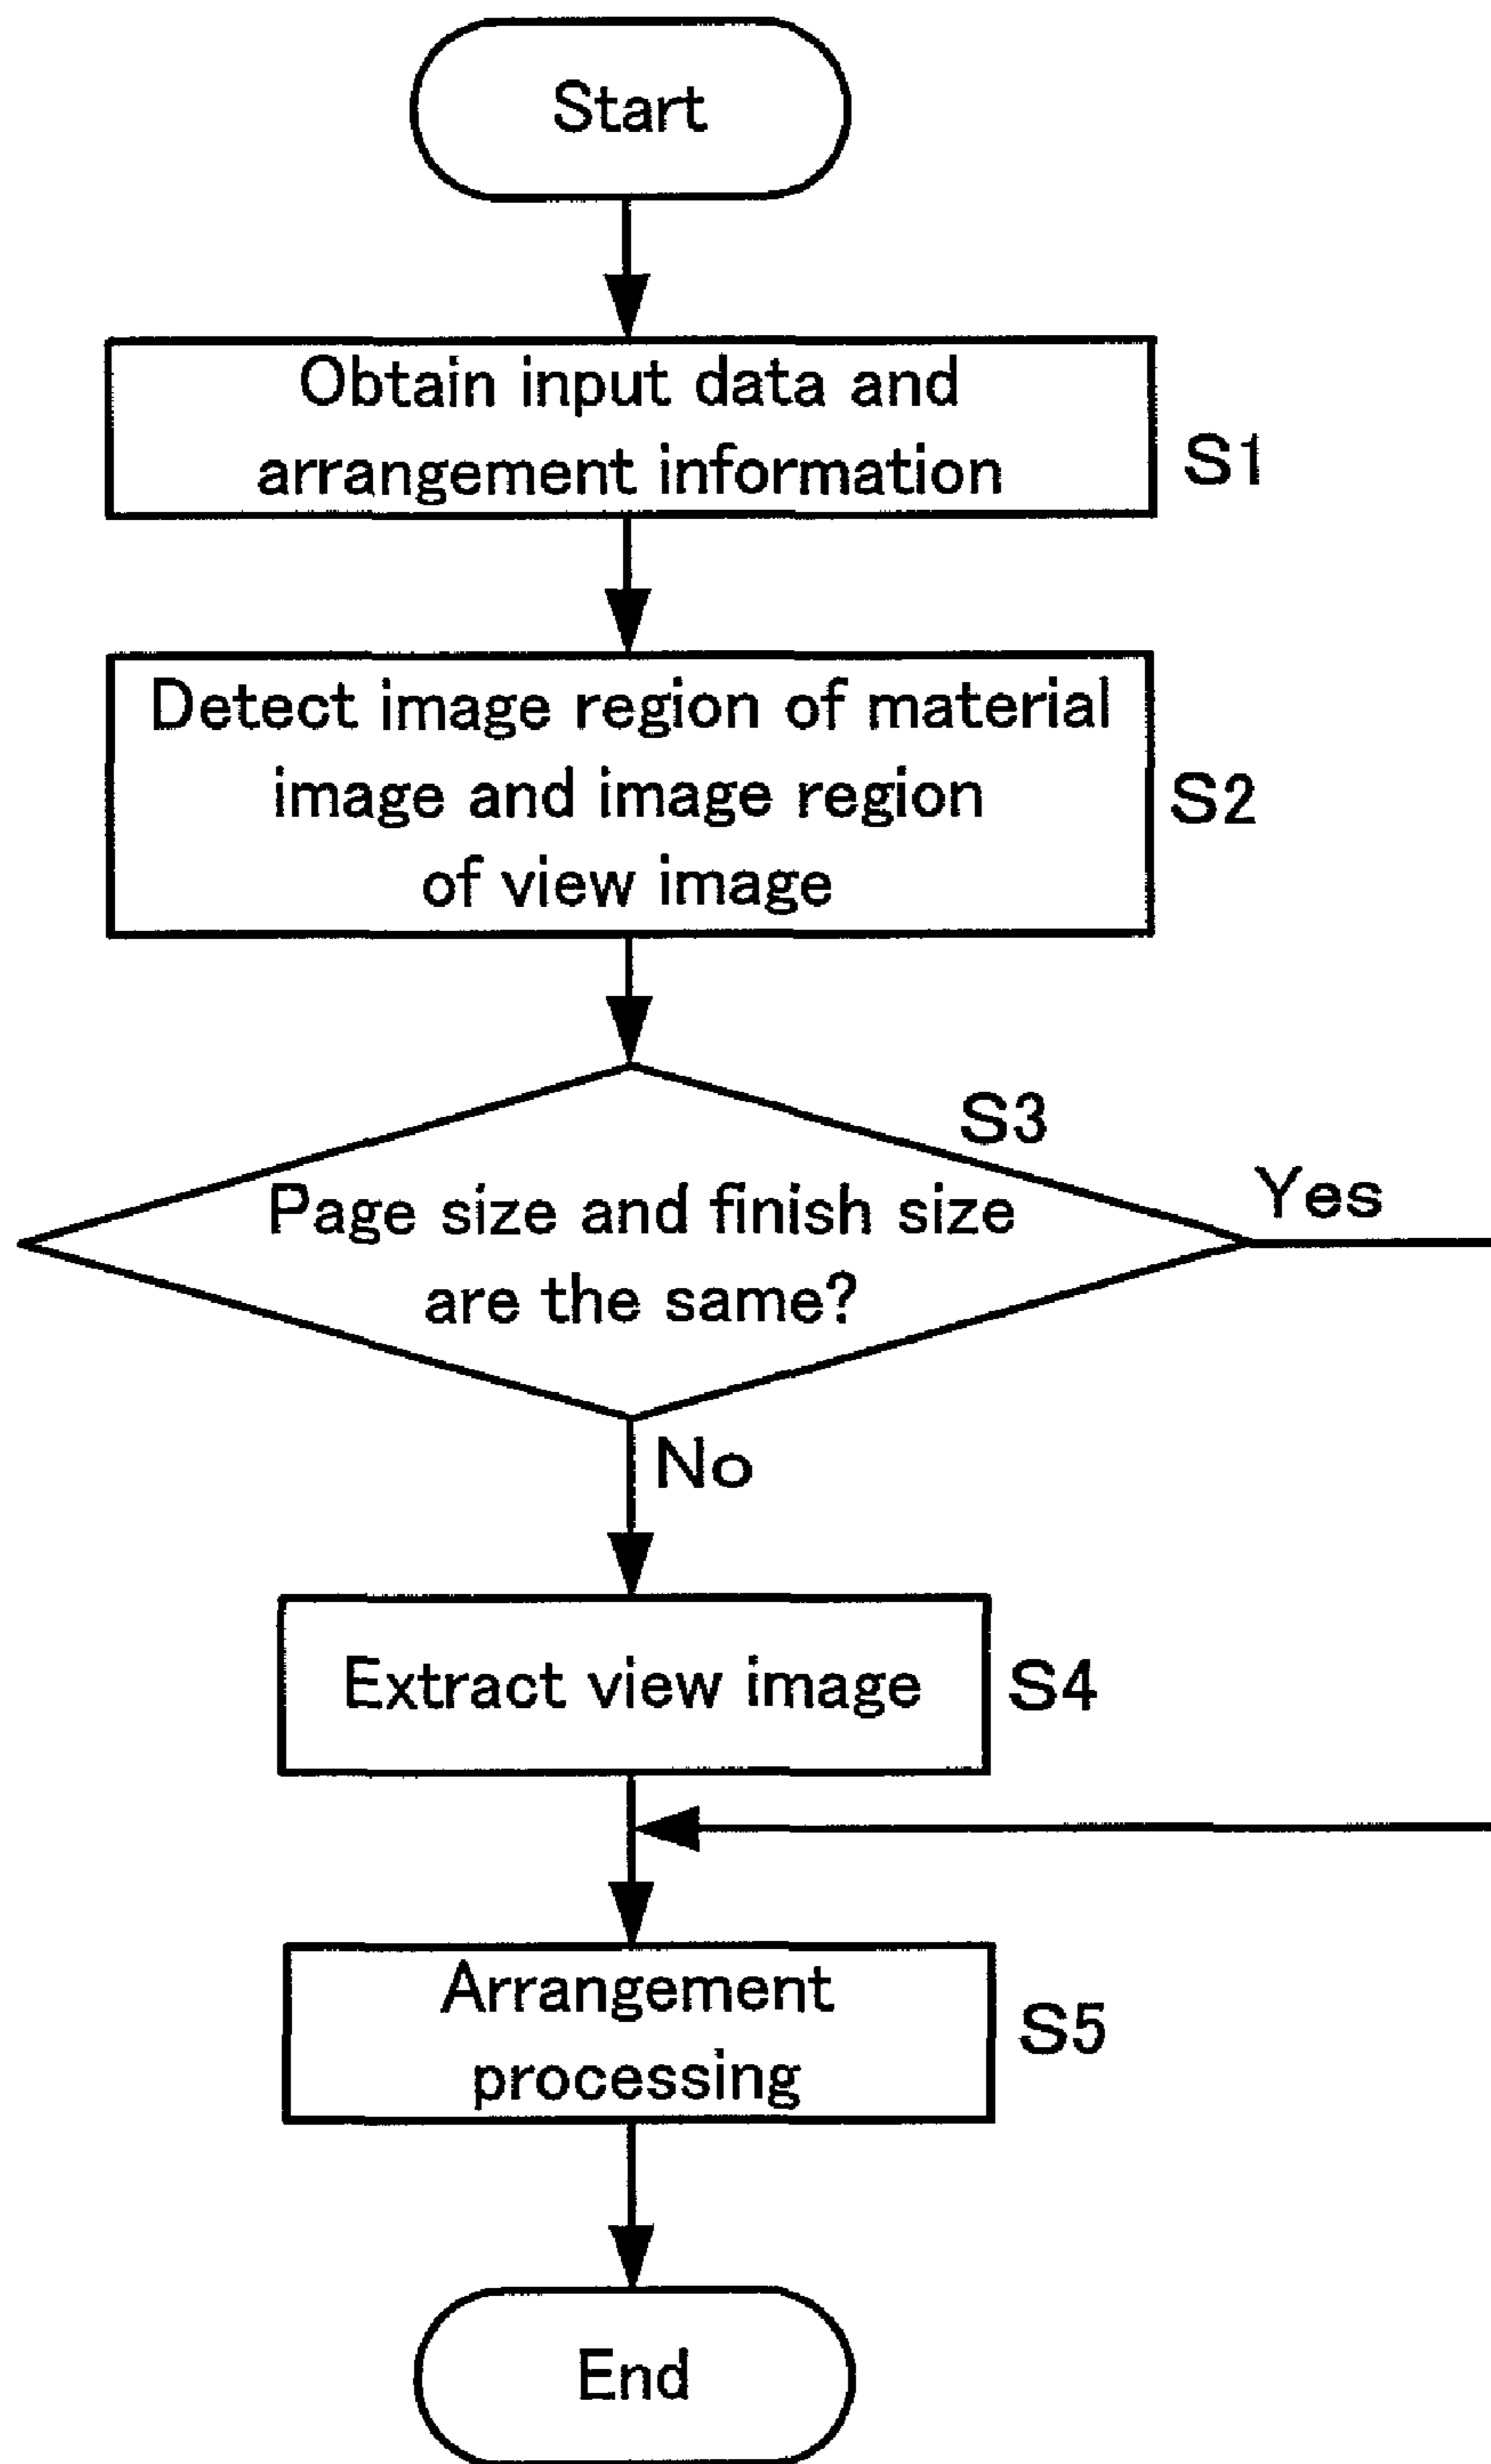 Start
Obtain input data and
arrangement information
S1
Detect image region of material
image and image region
of view image
S2
S3
Page size and finish size
are the same?
Yes
No
Extract view image
S4
Arrangement
processing
S5
End